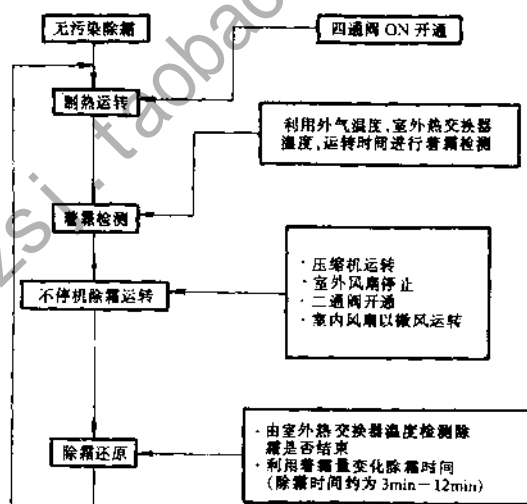 无污染除霜
四通阀 ON 开通
制热运转
利用外气温度,室外热交换器
温度,运转时间进行着霜检测
着霜检测
· 压缩机运转
· 室外风扇停止
· 二通阀开通
· 室内风扇以微风运转
不停机除霜运转
· 由室外热交换器温度检测除
霜是否结束
· 利用着霜量变化除霜时间
(除霜时间约为 3min-12min)
除霜还原
zsj.taobao